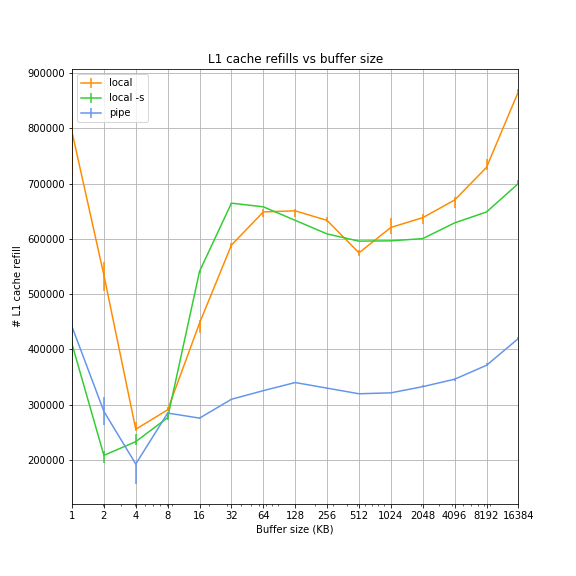 L1 cache refills vs buffer size
900000
800000
700000
600000
500000
400000
300000
200000
# L1 cache refill
local
local -s
pipe
1 2 4 8 16 32 64 128 256 512 1024 2048 4096 8192 16384
Buffer size (KB)